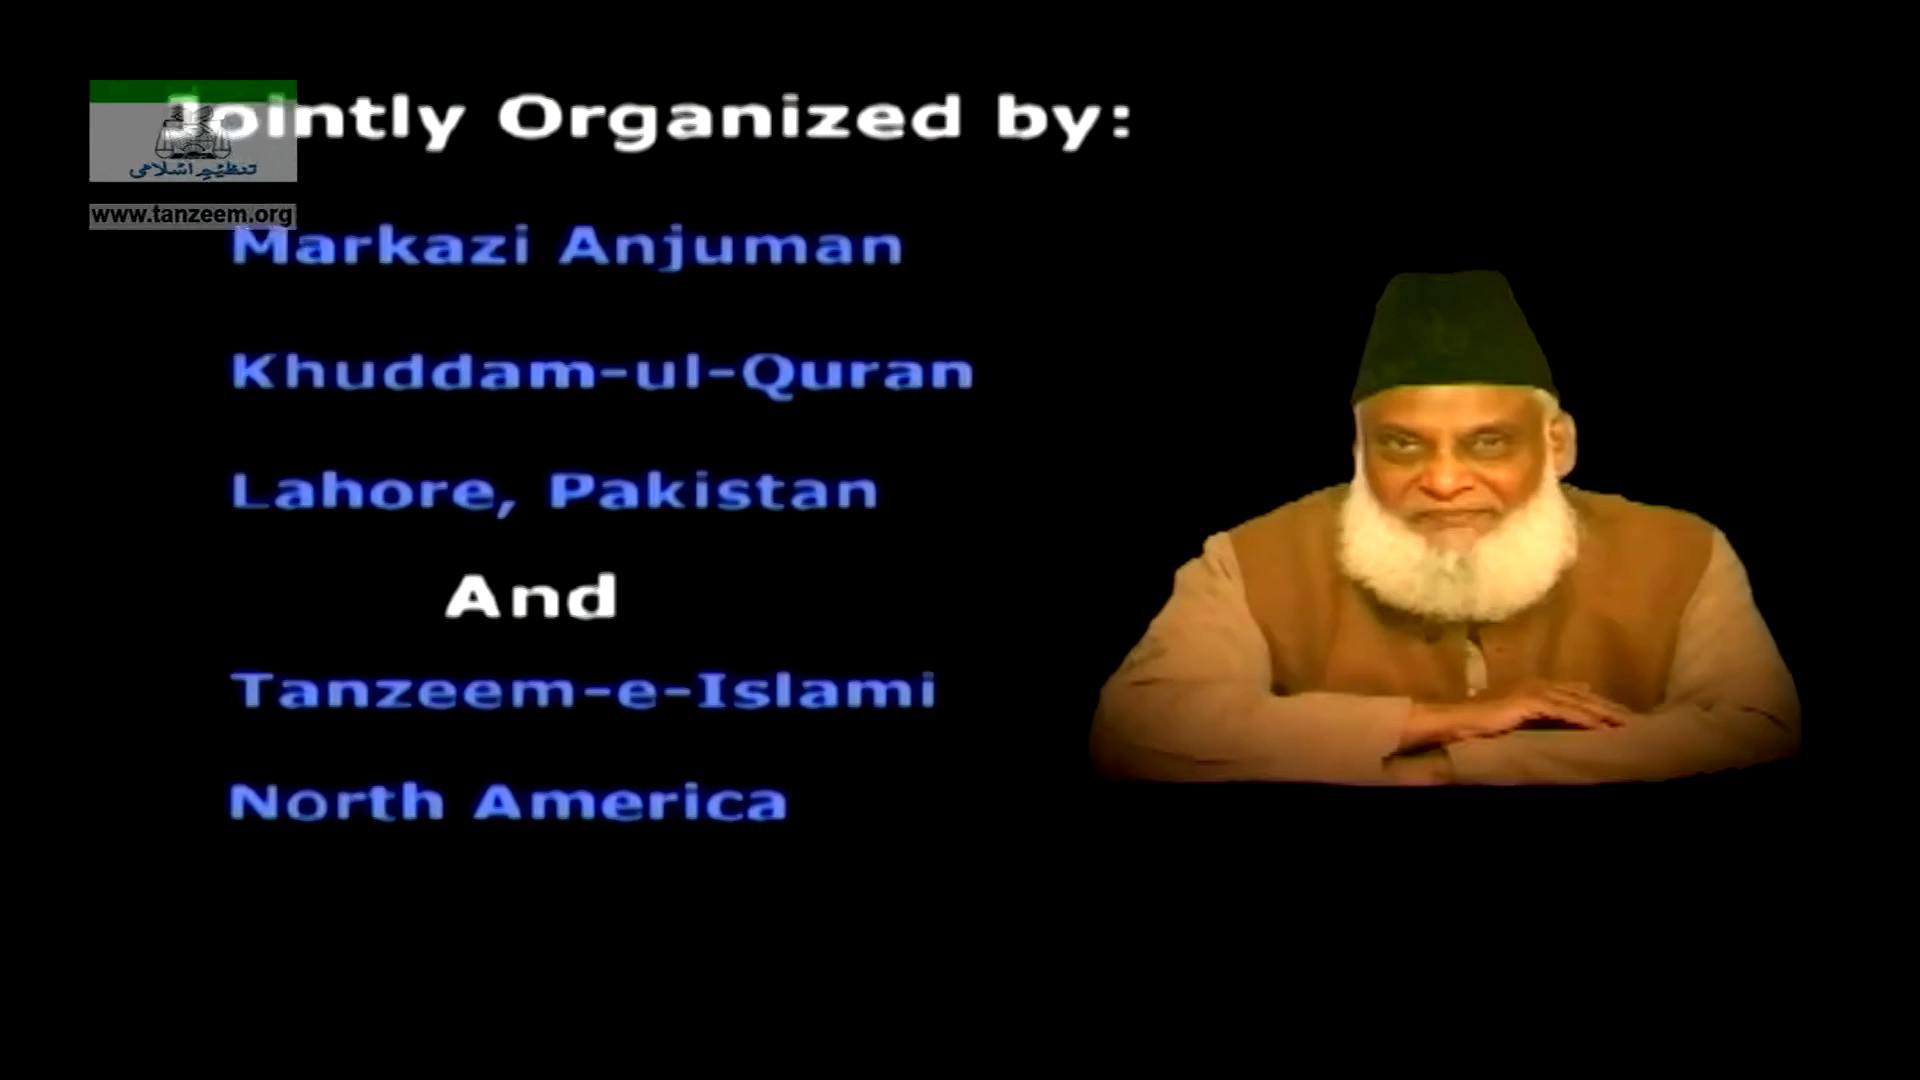 Jointly Organized by:
تنظیمِ اسلامی
www.tanzeem.org
Markazi Anjuman
Khuddam-ul-Quran
Lahore, Pakistan
And
Tanzeem-e-Islami
North America